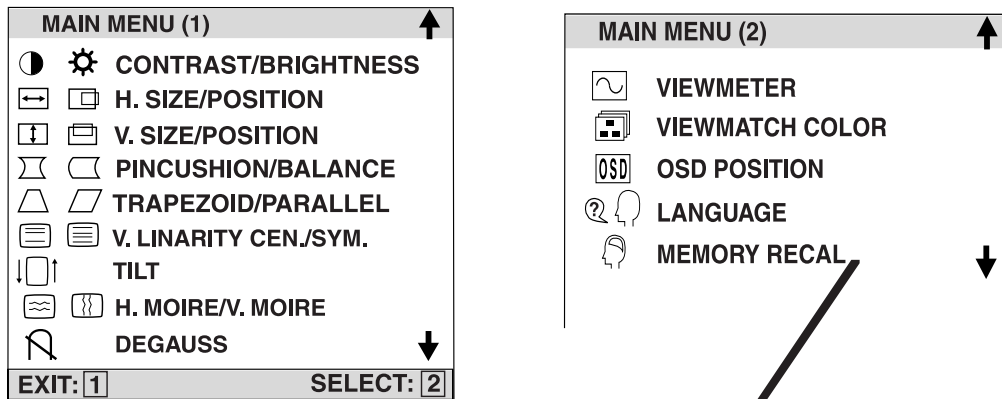 MAIN MENU (1)
CONTRAST/BRIGHTNESS
H. SIZE/POSITION
V. SIZE/POSITION
PINCUSHION/BALANCE
TRAPEZOID/PARALLEL
V. LINARITY CEN./SYM.
TILT
H. MOIRE/V. MOIRE
DEGAUSS
EXIT: 1 SELECT: 2
MAIN MENU (2)
VIEWMETER
VIEWMATCH COLOR
OSD OSD POSITION
? LANGUAGE
MEMORY RECAL